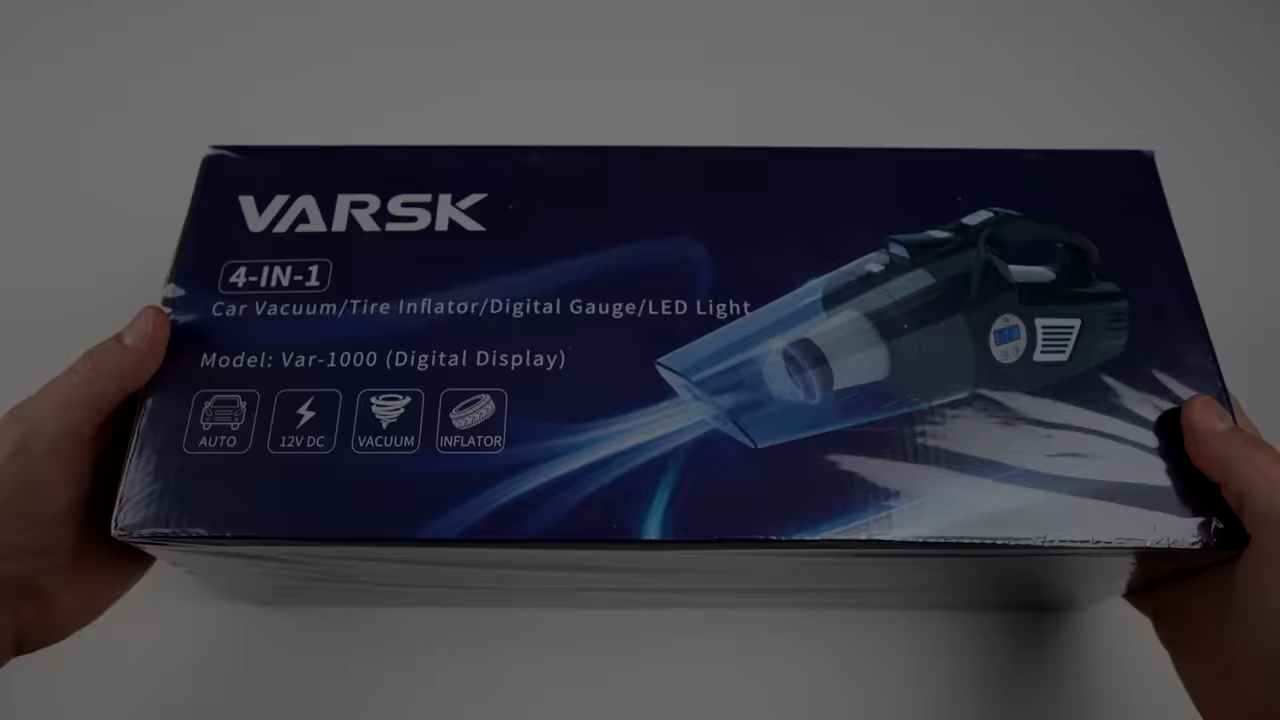 VARSK
4-IN-1
Car Vacuum/Tire Inflator/Digital Gauge/LED Light
Model: Var-1000 (Digital Display)
AUTO
12V DC
VACUUM
INFLATOR